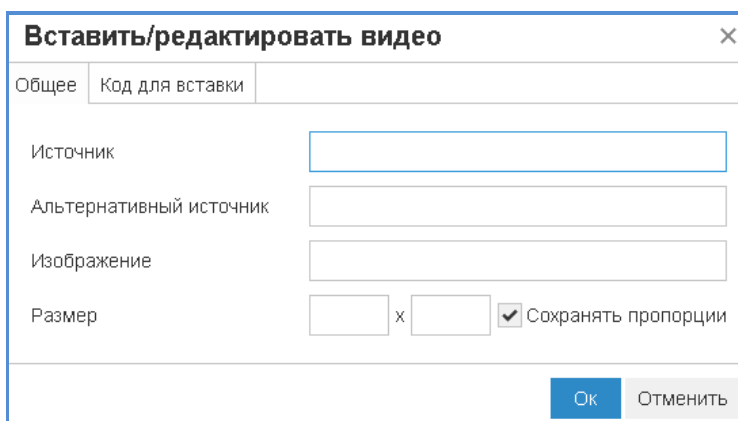 Вставить/редактировать видео ×
Общее Код для вставки
Источник
Альтернативный источник
Изображение
Размер x Сохранять пропорции
Ок Отменить